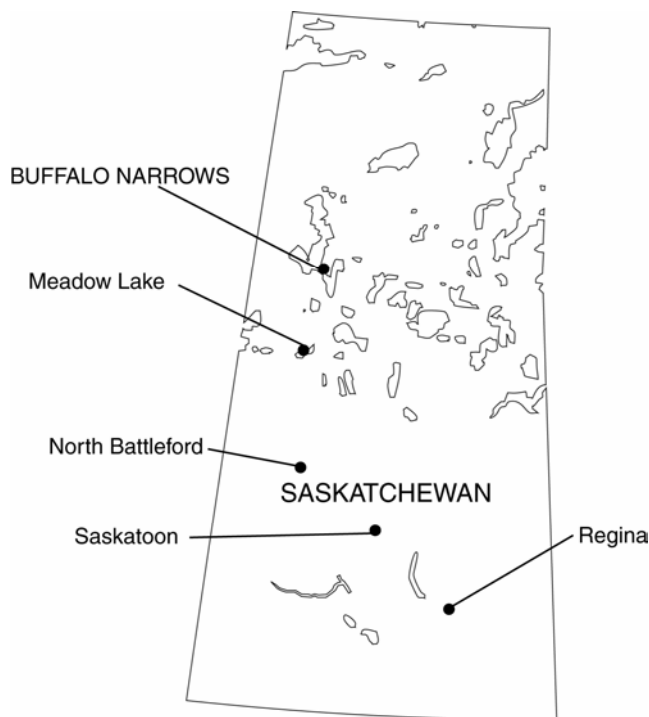 BUFFALO NARROWS
Meadow Lake
North Battleford
SASKATCHEWAN
Saskatoon
Regina